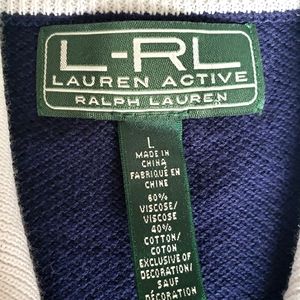 L-RL
LAUREN ACTIVE
RALPH LAUREN
L
MADE IN
CHINA
FABRIQUÉ EN
CHINE
60%
VISCOSE/
VISCOSE
40%
COTTON/
COTON
EXCLUSIVE OF
DECORATION/
SAUF
DÉCORATION